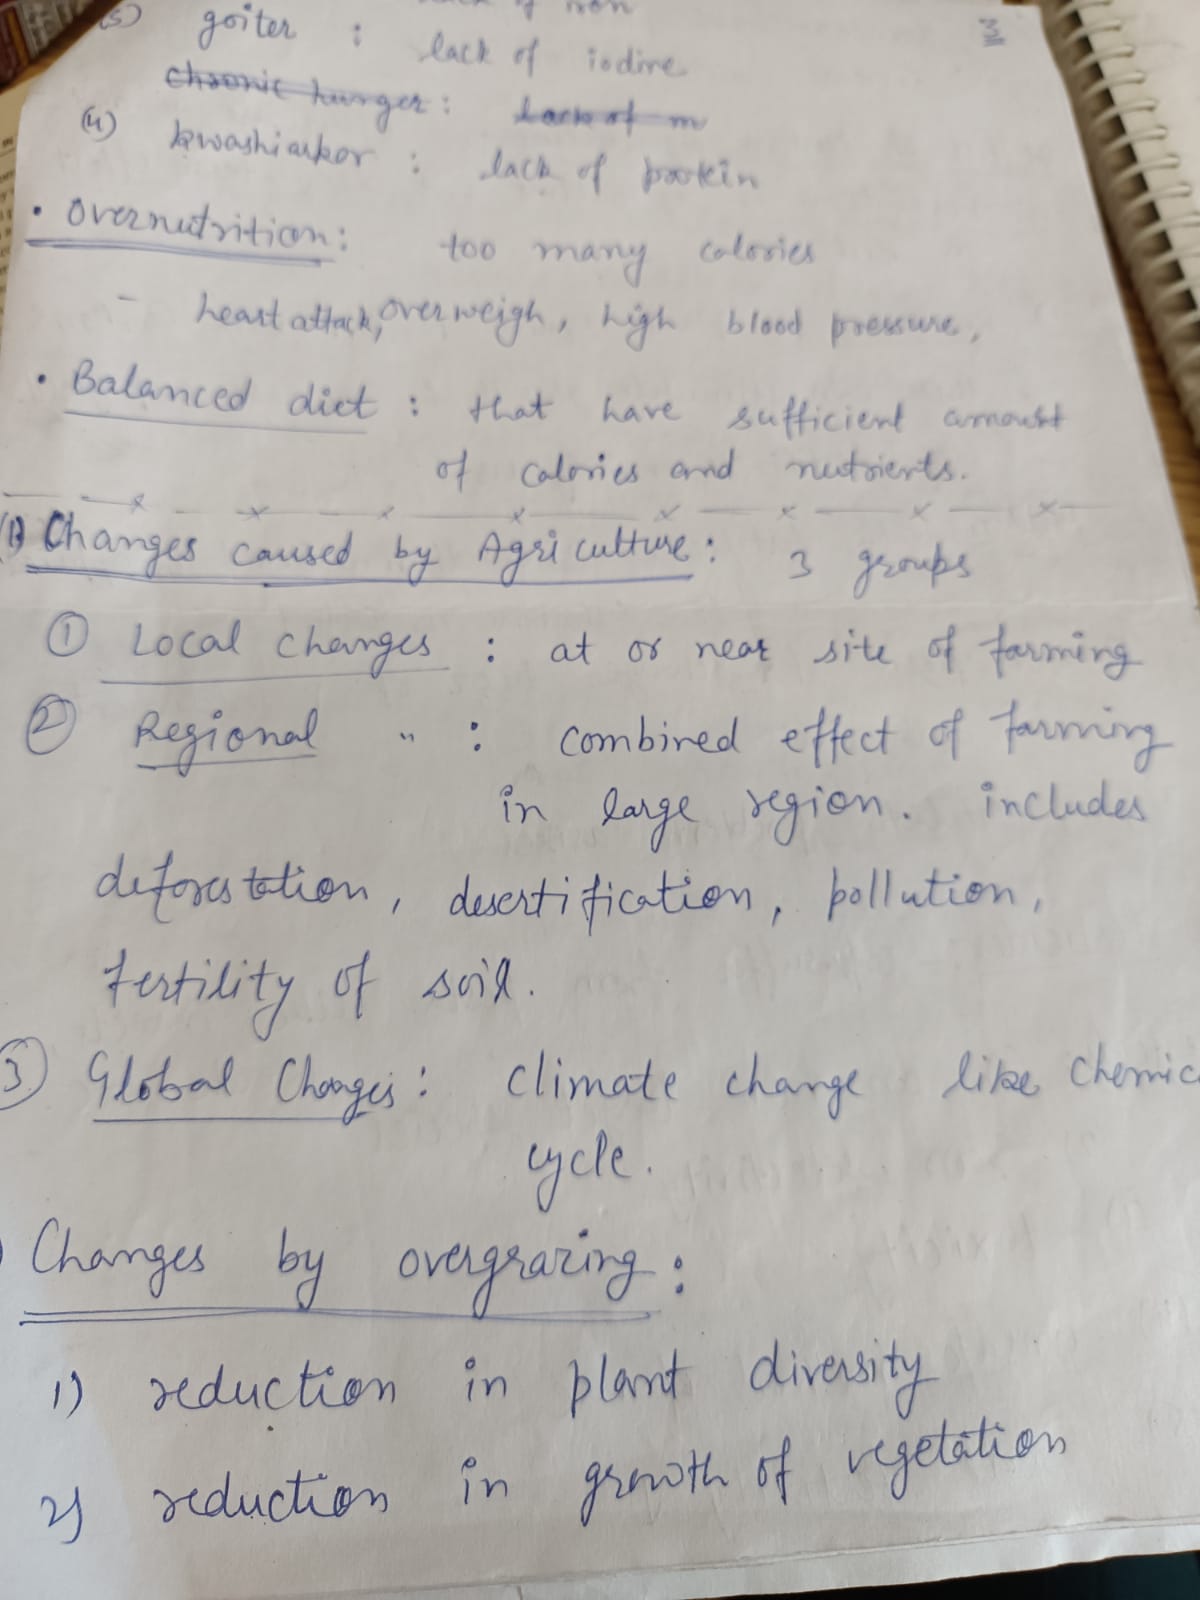 lack of iron
3
(3) goiter : lack of iodine
chronic hunger : Lack of m
(4) kwashiarkor : lack of protein
• Overnutrition : too many calories
- heart attack, overweigh, high blood pressure,
• Balanced diet : that have sufficient amount
of calories and nutrients.
Changes caused by Agriculture : 3 groups
① Local changes : at or near site of farming
② Regional " : combined effect of farming
in large region. includes
deforestation, desertification, pollution,
fertility of soil.
③ Global Changes : climate change like chemic
cycle.
Changes by overgrazing :
1) reduction in plant diversity
2) reduction in growth of vegetation